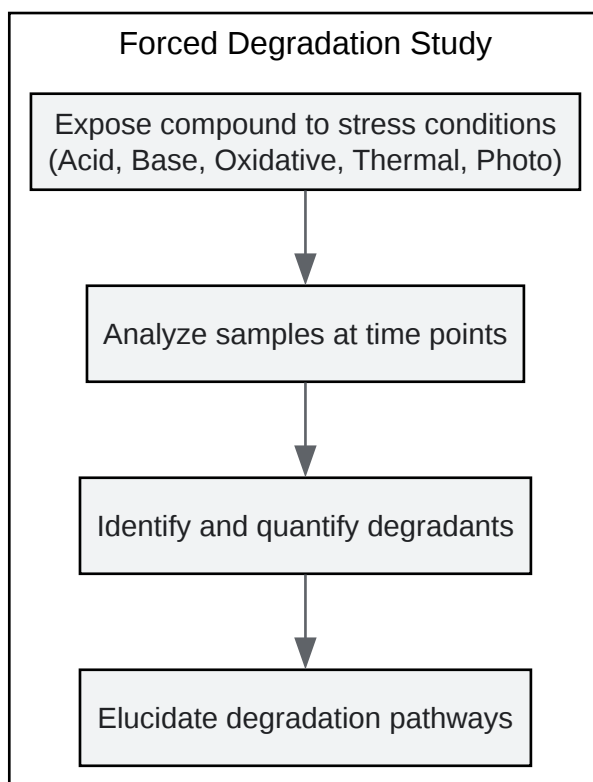 Forced Degradation Study
Expose compound to stress conditions
(Acid, Base, Oxidative, Thermal, Photo)
Analyze samples at time points
Identify and quantify degradants
Elucidate degradation pathways